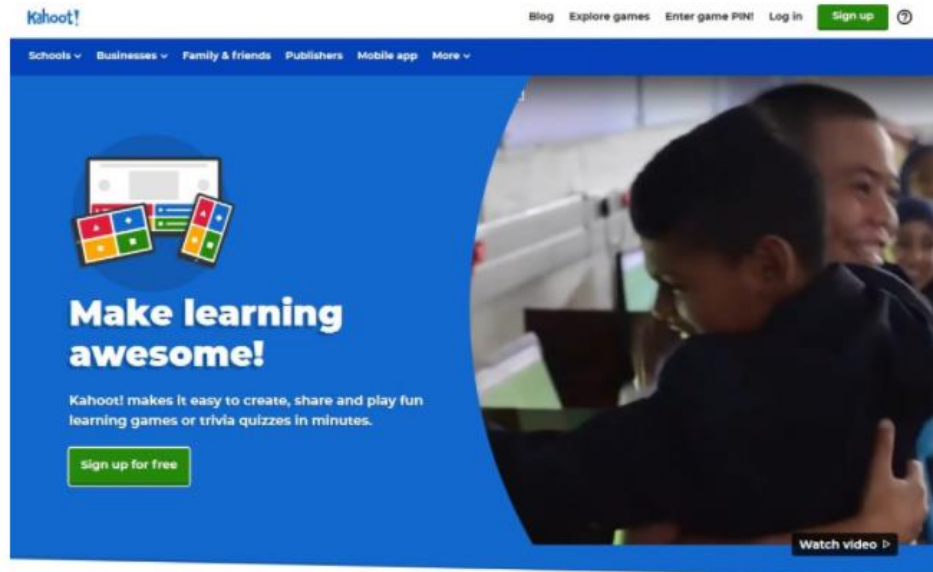 Kahoot!
Blog Explore games Enter game PIN! Log in Sign up
Schools Businesses Family & friends Publishers Mobile app More
Make learning
awesome!
Kahoot! makes it easy to create, share and play fun
learning games or trivia quizzes in minutes.
Sign up for free
Watch video